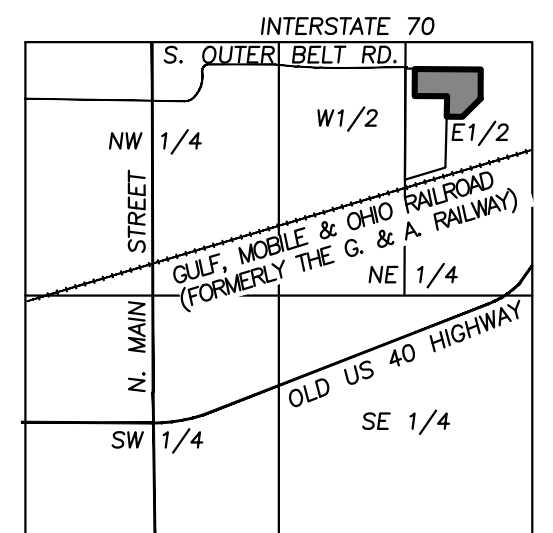 INTERSTATE 70
S. OUTER BELT RD.
W1/2
E1/2
NW 1/4
N. MAIN STREET
GULF, MOBILE & OHIO RAILROAD
(FORMERLY THE G. & A. RAILWAY)
NE 1/4
OLD US 40 HIGHWAY
SW 1/4
SE 1/4